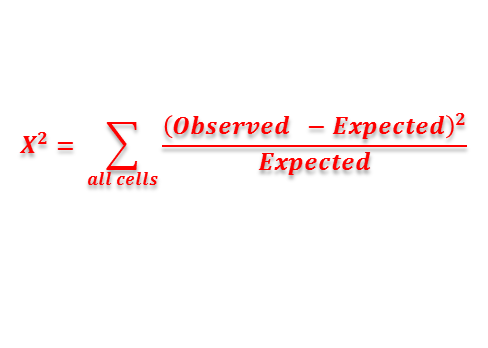 X² = ∑ (Observed − Expected)²
all cells Expected